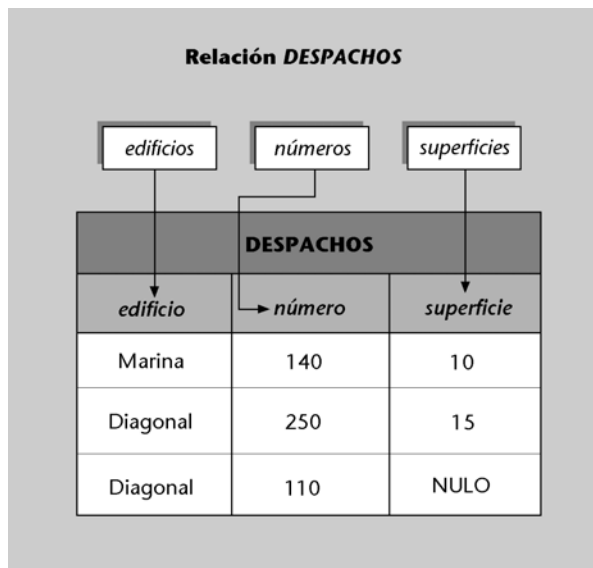 Relación DESPACHOS
edificios números superficies
DESPACHOS
edificio número superficie
Marina 140 10
Diagonal 250 15
Diagonal 110 NULO